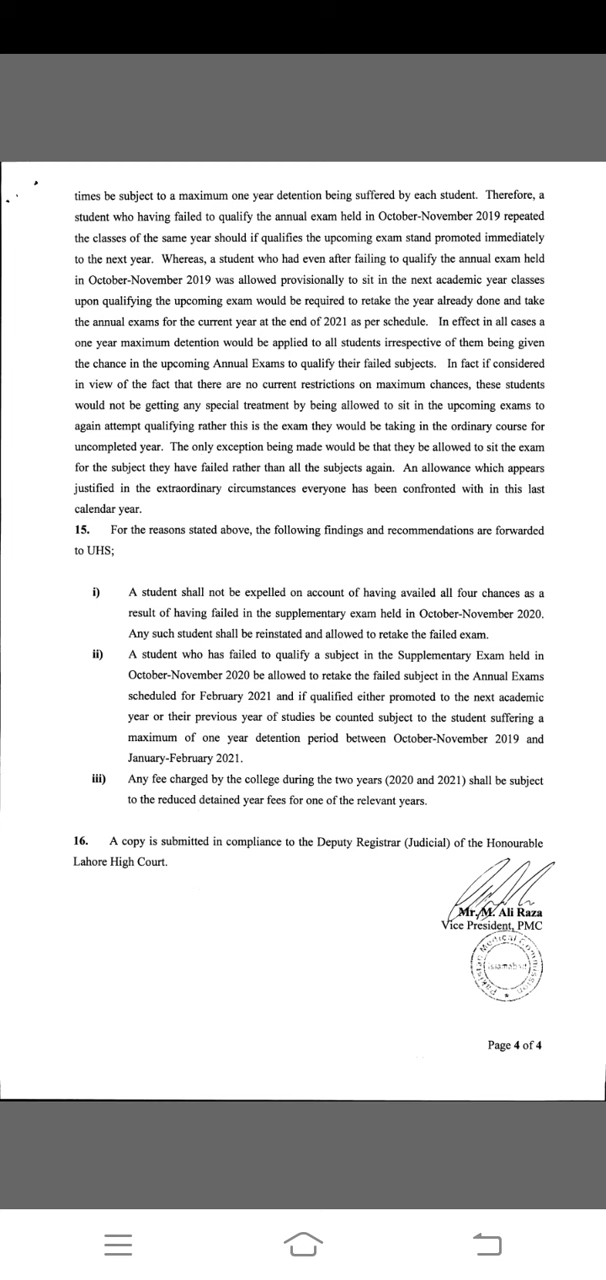 times be subject to a maximum one year detention being suffered by each student. Therefore, a
student who having failed to qualify the annual exam held in October-November 2019 repeated
the classes of the same year should if qualifies the upcoming exam stand promoted immediately
to the next year. Whereas, a student who had even after failing to qualify the annual exam held
in October-November 2019 was allowed provisionally to sit in the next academic year classes
upon qualifying the upcoming exam would be required to retake the year already done and take
the annual exams for the current year at the end of 2021 as per schedule. In effect in all cases a
one year maximum detention would be applied to all students irrespective of them being given
the chance in the upcoming Annual Exams to qualify their failed subjects. In fact if considered
in view of the fact that there are no current restrictions on maximum chances, these students
would not be getting any special treatment by being allowed to sit in the upcoming exams to
again attempt qualifying rather this is the exam they would be taking in the ordinary course for
uncompleted year. The only exception being made would be that they be allowed to sit the exam
for the subject they have failed rather than all the subjects again. An allowance which appears
justified in the extraordinary circumstances everyone has been confronted with in this last
calendar year.
15. For the reasons stated above, the following findings and recommendations are forwarded
to UHS;
i) A student shall not be expelled on account of having availed all four chances as a
result of having failed in the supplementary exam held in October-November 2020.
Any such student shall be reinstated and allowed to retake the failed exam.
ii) A student who has failed to qualify a subject in the Supplementary Exam held in
October-November 2020 be allowed to retake the failed subject in the Annual Exams
scheduled for February 2021 and if qualified either promoted to the next academic
year or their previous year of studies be counted subject to the student suffering a
maximum of one year detention period between October-November 2019 and
January-February 2021.
iii) Any fee charged by the college during the two years (2020 and 2021) shall be subject
to the reduced detained year fees for one of the relevant years.
16. A copy is submitted in compliance to the Deputy Registrar (Judicial) of the Honourable
Lahore High Court.
Mr. M. Ali Raza
Vice President, PMC
Pakistan Medical Commission
Islamabad
Page 4 of 4